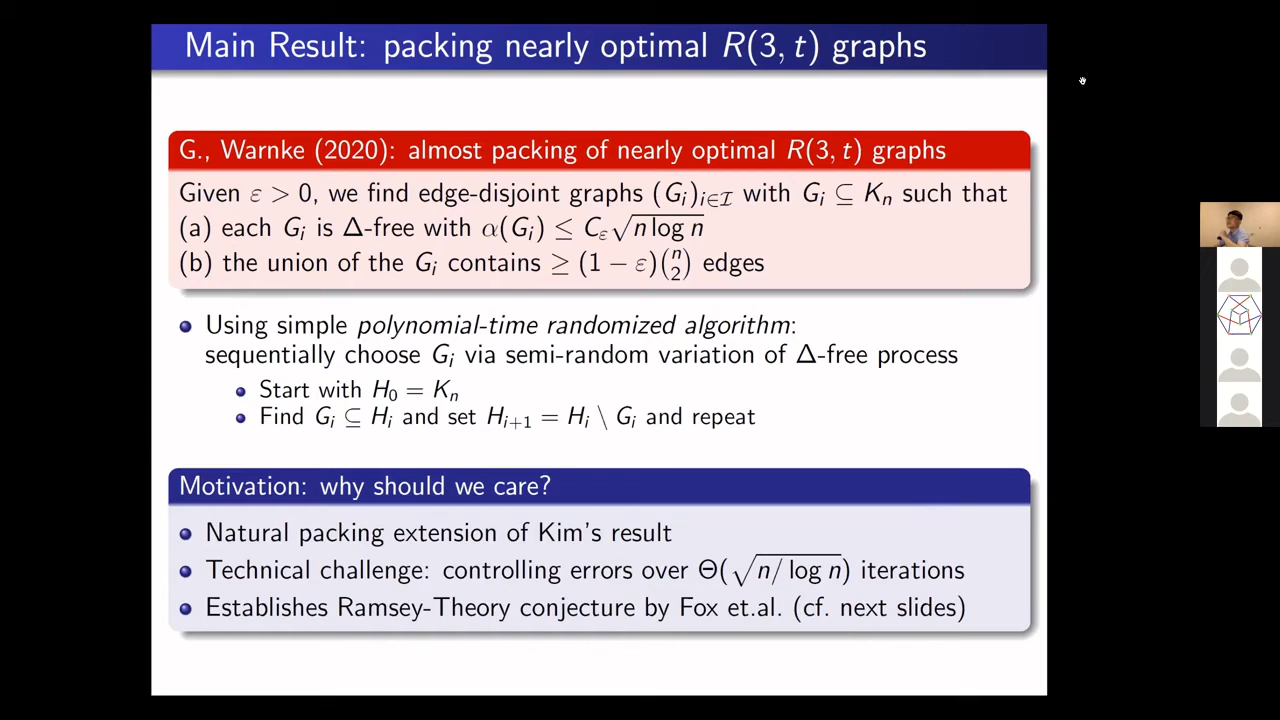 Main Result: packing nearly optimal R(3, t) graphs
G., Warnke (2020): almost packing of nearly optimal R(3, t) graphs
Given ε > 0, we find edge-disjoint graphs (G_i)_{i∈I} with G_i ⊆ K_n such that
(a) each G_i is Δ-free with α(G_i) ≤ C_ε√(n log n)
(b) the union of the G_i contains ≥ (1 − ε)(n 2) edges
Using simple polynomial-time randomized algorithm:
sequentially choose G_i via semi-random variation of Δ-free process
Start with H_0 = K_n
Find G_i ⊆ H_i and set H_{i+1} = H_i \ G_i and repeat
Motivation: why should we care?
Natural packing extension of Kim's result
Technical challenge: controlling errors over Θ(√(n/ log n)) iterations
Establishes Ramsey-Theory conjecture by Fox et.al. (cf. next slides)